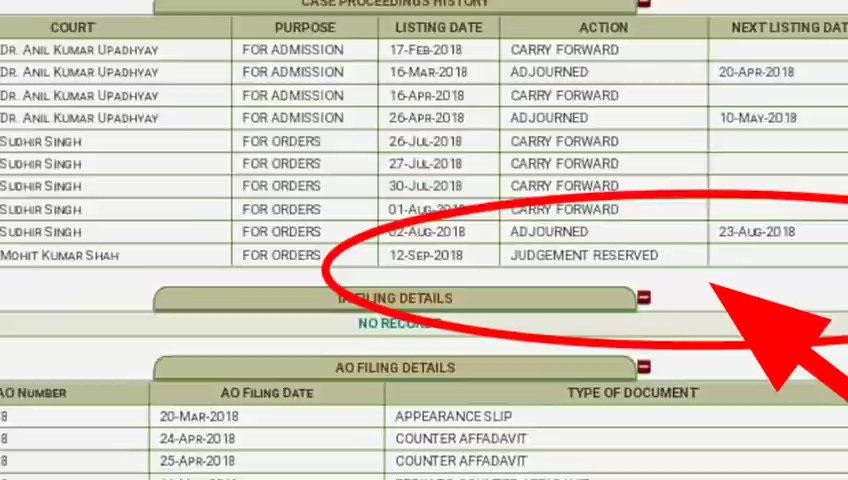 CASE PROCEEDINGS HISTORY
COURT PURPOSE LISTING DATE ACTION NEXT LISTING DAT
DR. ANIL KUMAR UPADHYAY FOR ADMISSION 17-FEB-2018 CARRY FORWARD
DR. ANIL KUMAR UPADHYAY FOR ADMISSION 16-MAR-2018 ADJOURNED 20-APR-2018
DR. ANIL KUMAR UPADHYAY FOR ADMISSION 16-APR-2018 CARRY FORWARD
DR. ANIL KUMAR UPADHYAY FOR ADMISSION 26-APR-2018 ADJOURNED 10-MAY-2018
SUDHIR SINGH FOR ORDERS 26-JUL-2018 CARRY FORWARD
SUDHIR SINGH FOR ORDERS 27-JUL-2018 CARRY FORWARD
SUDHIR SINGH FOR ORDERS 30-JUL-2018 CARRY FORWARD
SUDHIR SINGH FOR ORDERS 01-AUG-2018 CARRY FORWARD
SUDHIR SINGH FOR ORDERS 02-AUG-2018 ADJOURNED 23-AUG-2018
MOHIT KUMAR SHAH FOR ORDERS 12-SEP-2018 JUDGEMENT RESERVED
IA FILING DETAILS
NO RECORD
AO FILING DETAILS
AO NUMBER AO FILING DATE TYPE OF DOCUMENT
8 20-MAR-2018 APPEARANCE SLIP
8 24-APR-2018 COUNTER AFFADAVIT
8 25-APR-2018 COUNTER AFFADAVIT